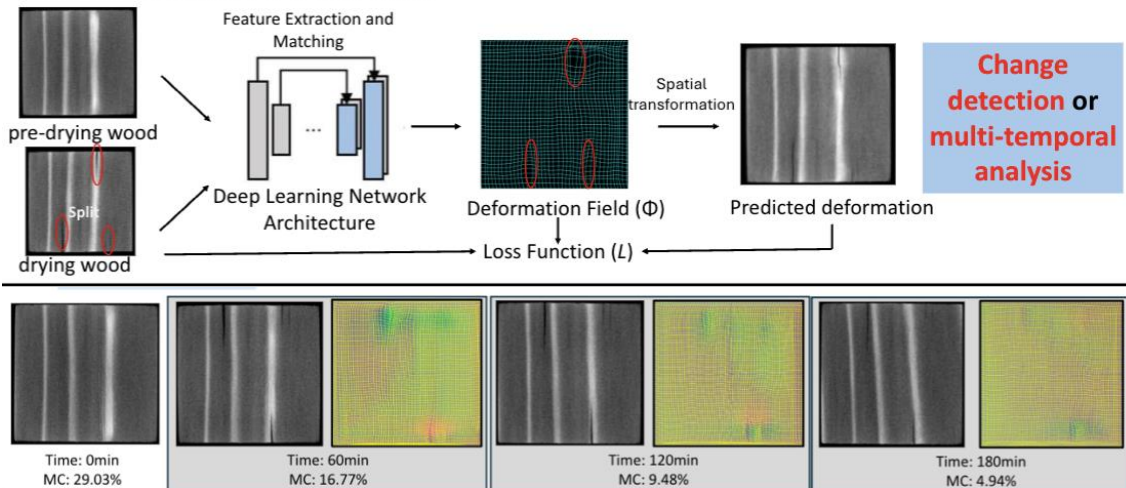 Feature Extraction and
Matching
pre-drying wood
Split
drying wood
...
Deep Learning Network
Architecture
Deformation Field (Φ)
Spatial
transformation
Predicted deformation
Loss Function (L)
Change
detection or
multi-temporal
analysis
Time: 0min
MC: 29.03%
Time: 60min
MC: 16.77%
Time: 120min
MC: 9.48%
Time: 180min
MC: 4.94%